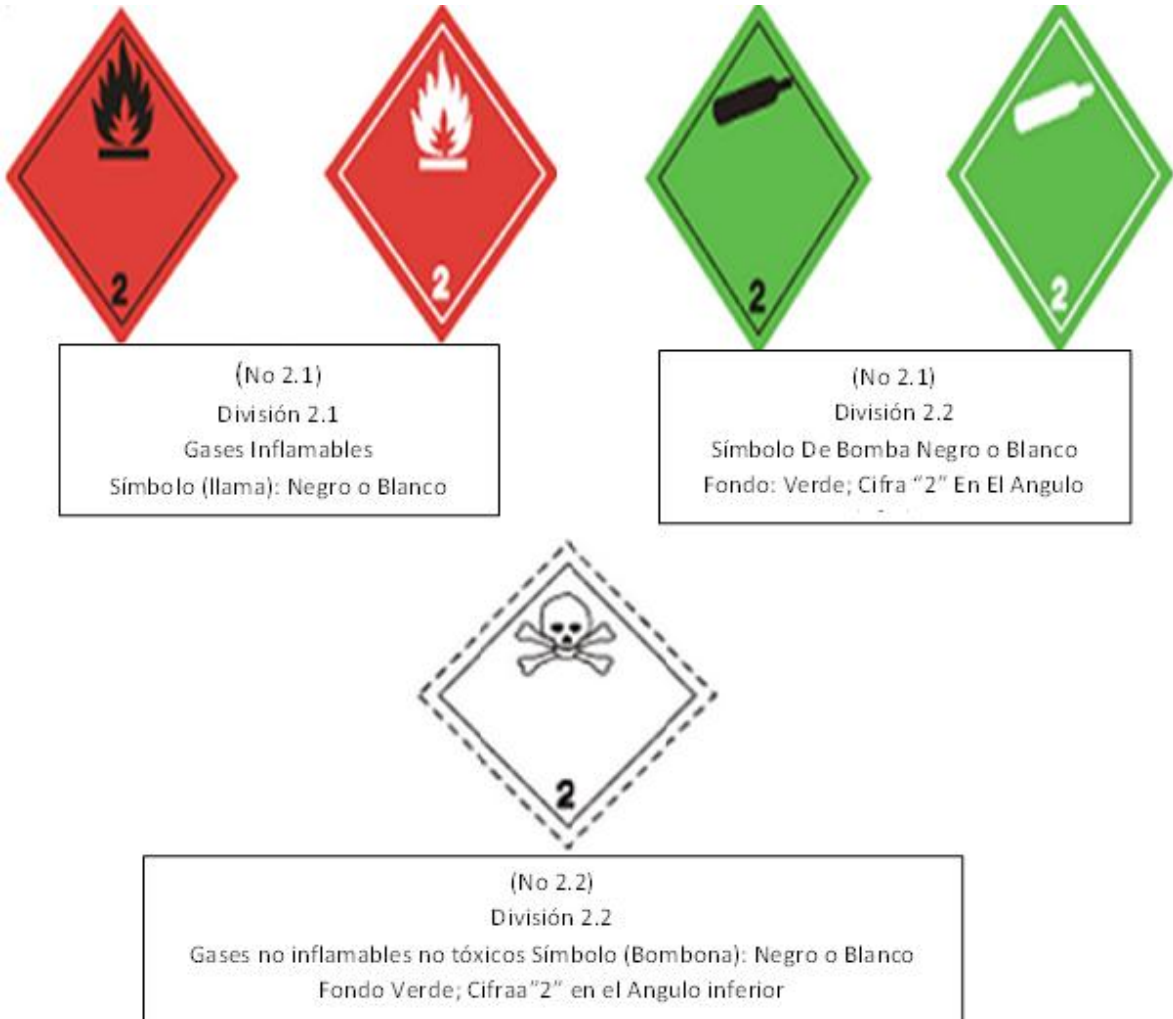 2
2
2
2
(No 2.1)
División 2.1
Gases Inflamables
Símbolo (llama): Negro o Blanco
(No 2.1)
División 2.2
Símbolo De Bomba Negro o Blanco
Fondo: Verde; Cifra "2" En El Angulo
2
(No 2.2)
División 2.2
Gases no inflamables no tóxicos Símbolo (Bombona): Negro o Blanco
Fondo Verde; Cifraa"2" en el Angulo inferior